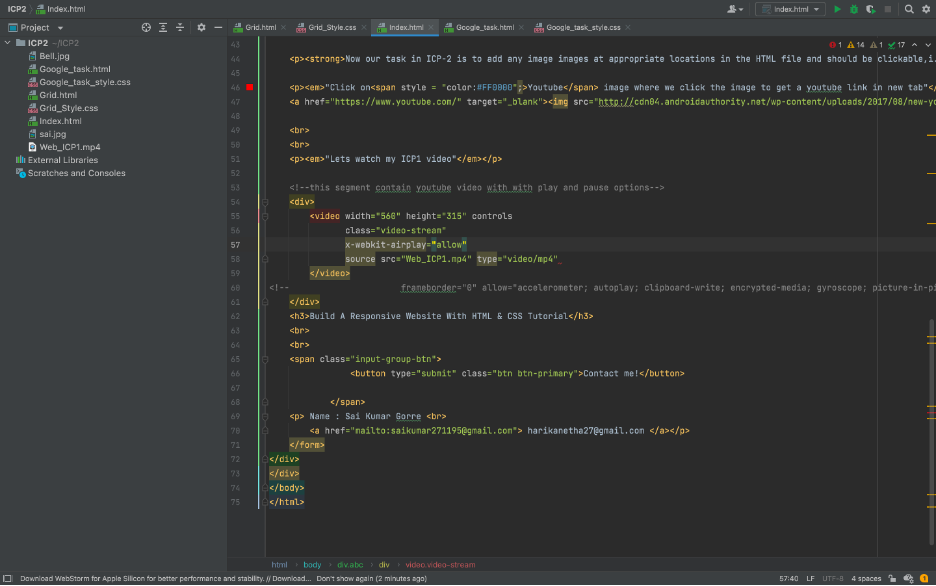 ICP2 Index.html
Index.html
Project
Grid.html Grid_Style.css Index.html Google_task.html Google_task_style.css
ICP2 ~/ICP2
Bell.jpg
Google_task.html
Google_task_style.css
Grid.html
Grid_Style.css
Index.html
sai.jpg
Web_ICP1.mp4
External Libraries
Scratches and Consoles
1 14 1 17
43
44 <p><strong>Now our task in ICP-2 is to add any image images at appropriate locations in the HTML file and should be clickable,i.
45
46 <p><em>"Click on<span style = "color:#FF0000";>Youtube</span> image where we click the image to get a youtube link in new tab"</
47 <a href="https://www.youtube.com/" target="_blank"><img src="http://cdn04.androidauthority.net/wp-content/uploads/2017/08/new-yo
48
49 <br>
50 <br>
51 <p><em>"Lets watch my ICP1 video"</em></p>
52
53 <!--this segment contain youtube video with with play and pause options-->
54 <div>
55 <video width="560" height="315" controls
56 class="video-stream"
57 x-webkit-airplay="allow"
58 source src="Web_ICP1.mp4" type="video/mp4"
59 </video>
60 <!-- frameborder="0" allow="accelerometer; autoplay; clipboard-write; encrypted-media; gyroscope; picture-in-pi
61 </div>
62 <h3>Build A Responsive Website With HTML & CSS Tutorial</h3>
63 <br>
64 <br>
65 <span class="input-group-btn">
66 <button type="submit" class="btn btn-primary">Contact me!</button>
67
68 </span>
69 <p> Name : Sai Kumar Gorre <br>
70 <a href="mailto:saikumar271195@gmail.com"> harikanetha27@gmail.com </a></p>
71 </form>
72 </div>
73 </div>
74 </body>
75 </html>
html body div.abc div video.video-stream
Download WebStorm for Apple Silicon for better performance and stability. // Download... Don't show again (2 minutes ago) 57:40 LF UTF-8 4 spaces